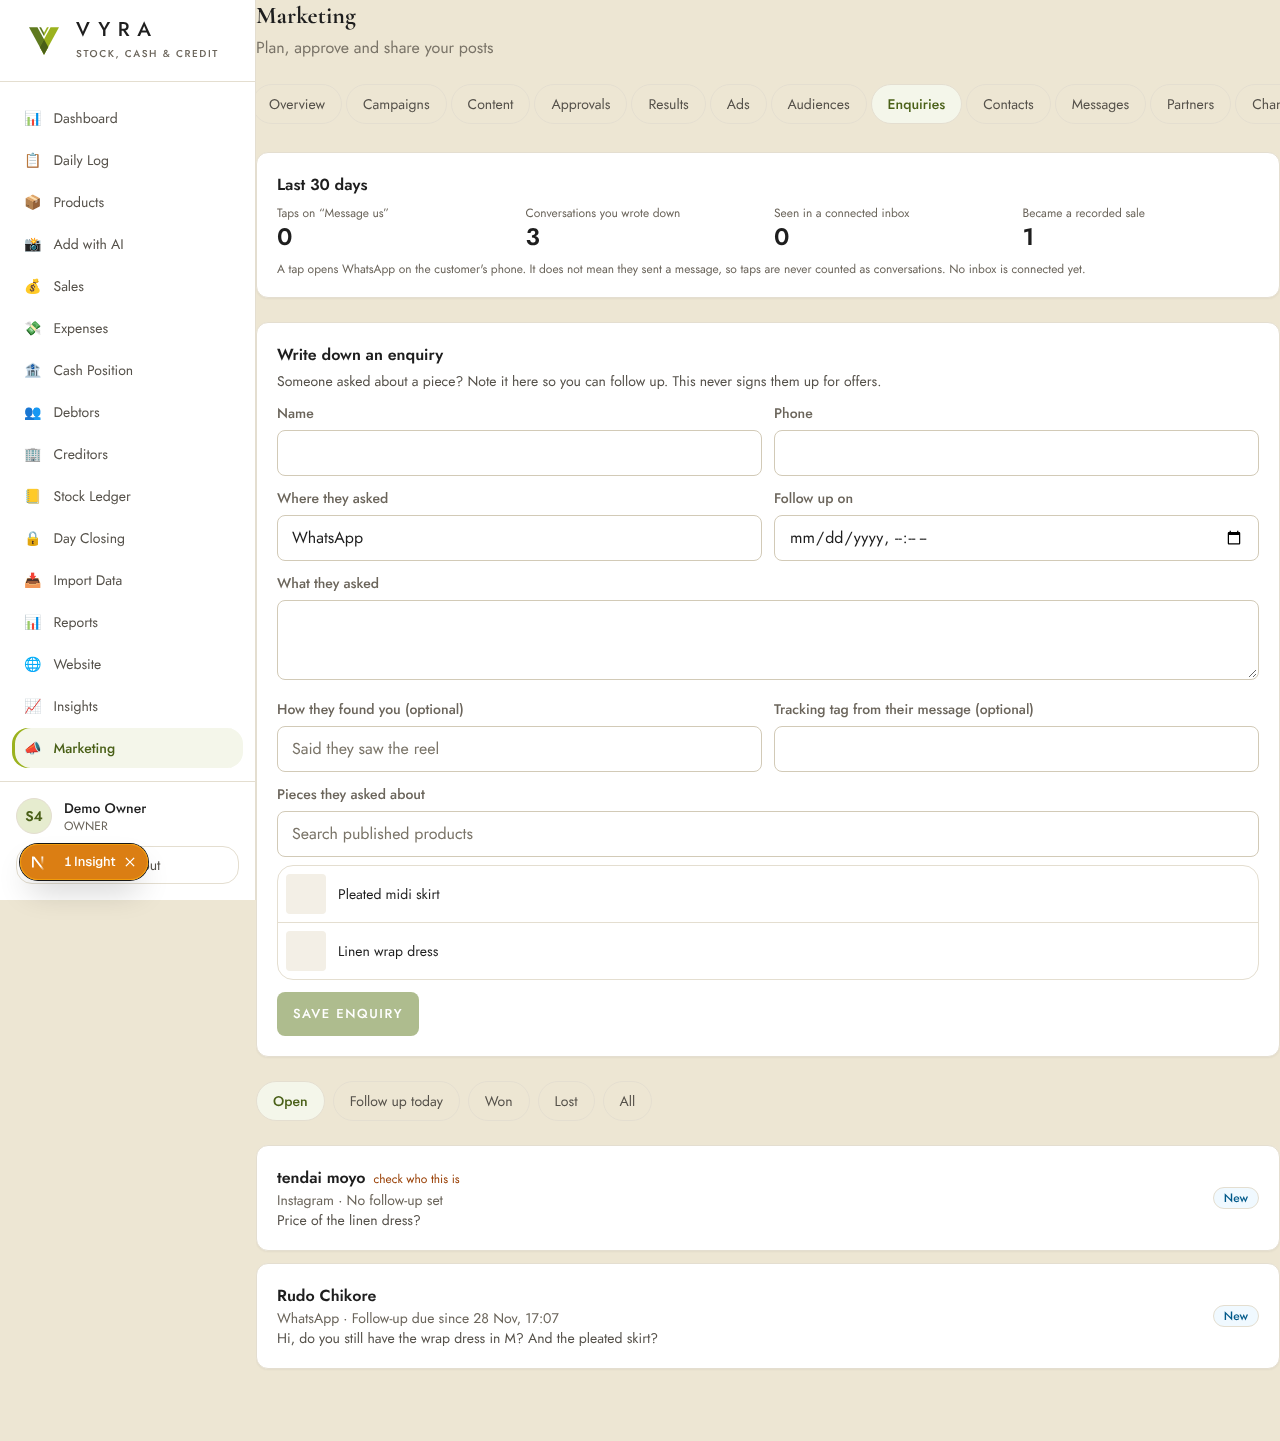 VYRA
STOCK, CASH & CREDIT
Dashboard
Daily Log
Products
Add with AI
Sales
Expenses
Cash Position
Debtors
Creditors
Stock Ledger
Day Closing
Import Data
Reports
Website
Insights
Marketing
S4
Demo Owner
OWNER
1 Insight
Marketing
Plan, approve and share your posts
Overview Campaigns Content Approvals Results Ads Audiences Enquiries Contacts Messages Partners
Last 30 days
Taps on “Message us” Conversations you wrote down Seen in a connected inbox Became a recorded sale
0 3 0 1
A tap opens WhatsApp on the customer's phone. It does not mean they sent a message, so taps are never counted as conversations. No inbox is connected yet.
Write down an enquiry
Someone asked about a piece? Note it here so you can follow up. This never signs them up for offers.
Name Phone
Where they asked Follow up on
WhatsApp mm/dd/yyyy, --:-- --
What they asked
How they found you (optional) Tracking tag from their message (optional)
Said they saw the reel
Pieces they asked about
Search published products
Pleated midi skirt
Linen wrap dress
SAVE ENQUIRY
Open Follow up today Won Lost All
tendai moyo check who this is
Instagram · No follow-up set
Price of the linen dress?
New
Rudo Chikore
WhatsApp · Follow-up due since 28 Nov, 17:07
Hi, do you still have the wrap dress in M? And the pleated skirt?
New